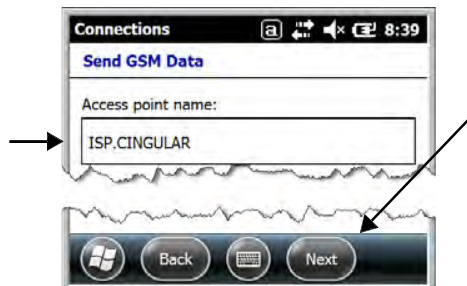 Connections a 8:39
Send GSM Data
Access point name:
ISP.CINGULAR
Back Next